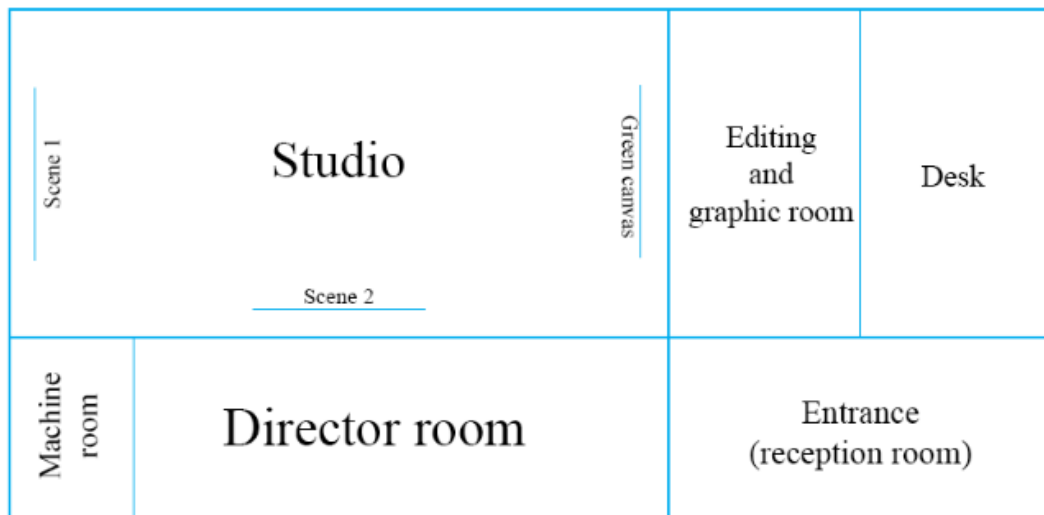 Scene 1
Studio
Green canvas
Scene 2
Editing
and
graphic room
Desk
Machine
room
Director room
Entrance
(reception room)